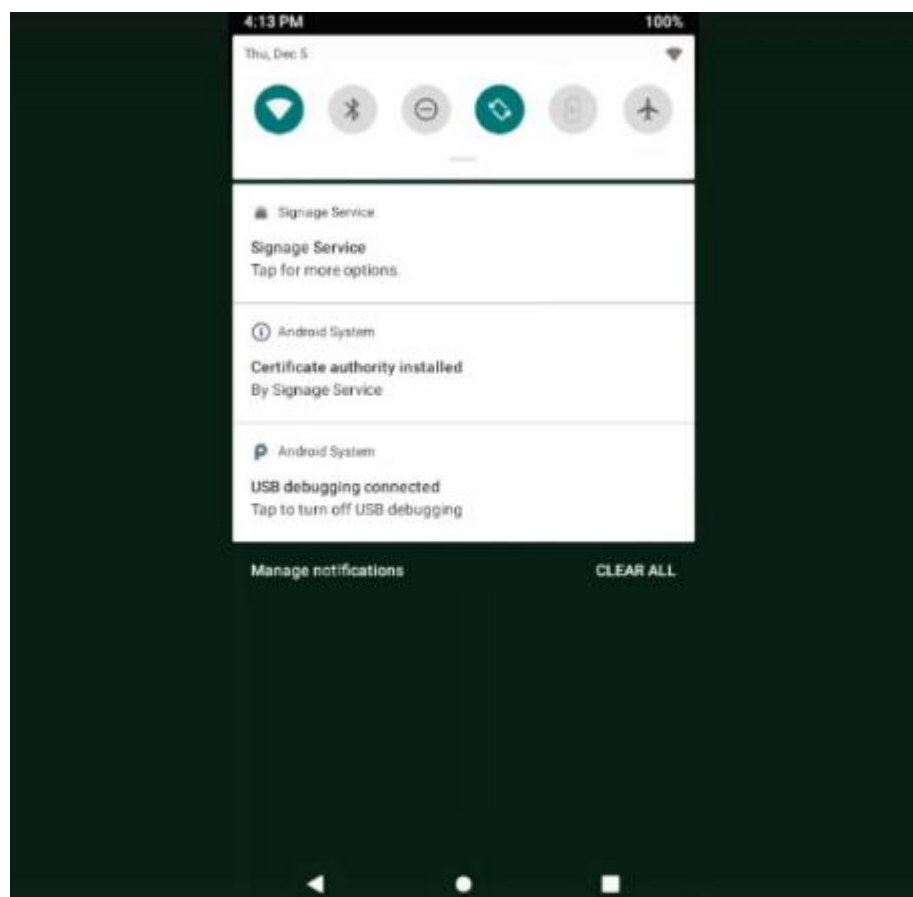 4:13 PM 100%
Thu, Dec 5
Signage Service
Signage Service
Tap for more options.
Android System
Certificate authority installed
By Signage Service
Android System
USB debugging connected
Tap to turn off USB debugging
Manage notifications CLEAR ALL